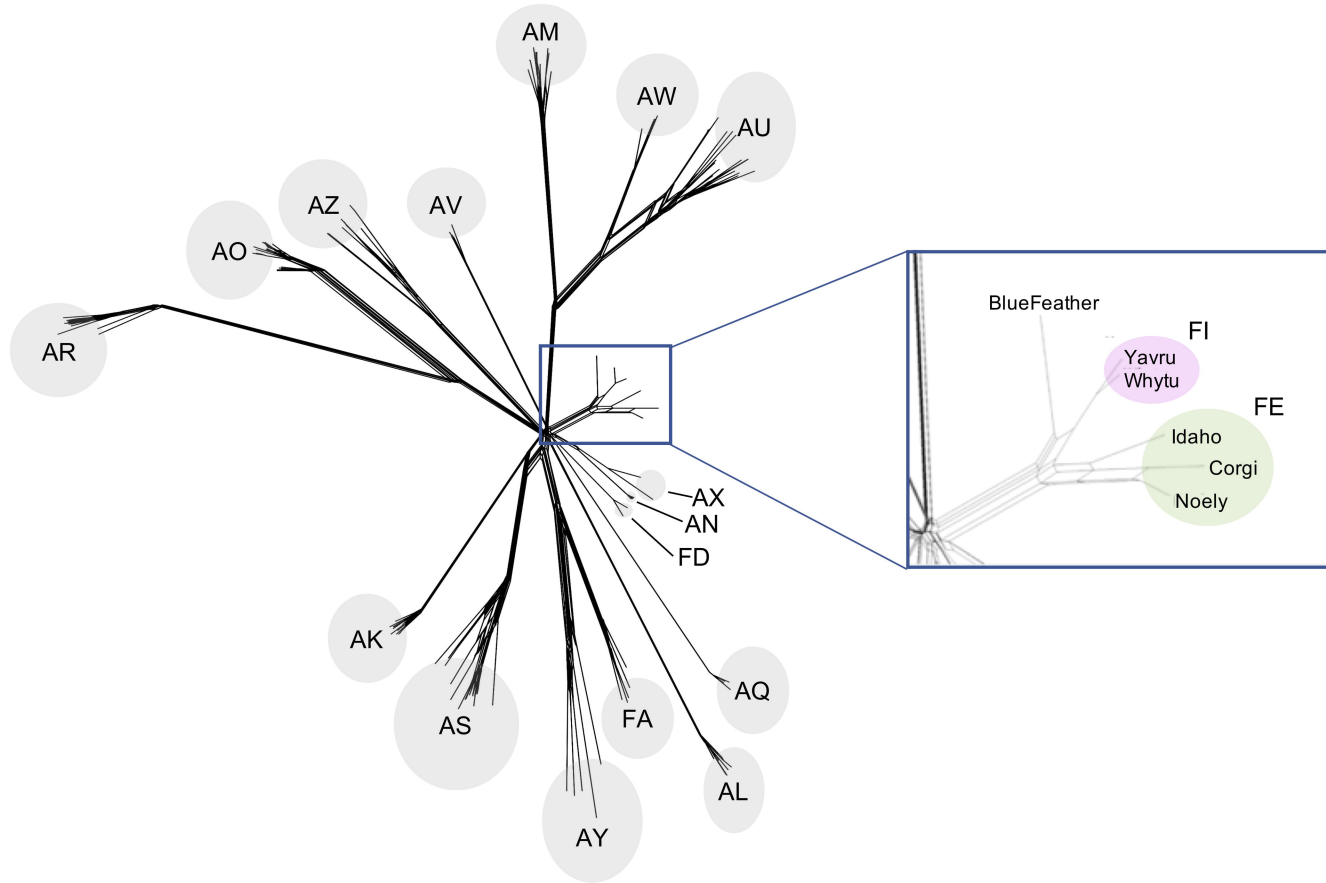 AM
AW
AU
AZ
AV
AO
AR
BlueFeather
FI
Yavru
Whytu
FE
Idaho
Corgi
Noely
AX
AN
FD
AK
AS
FA
AQ
AL
AY